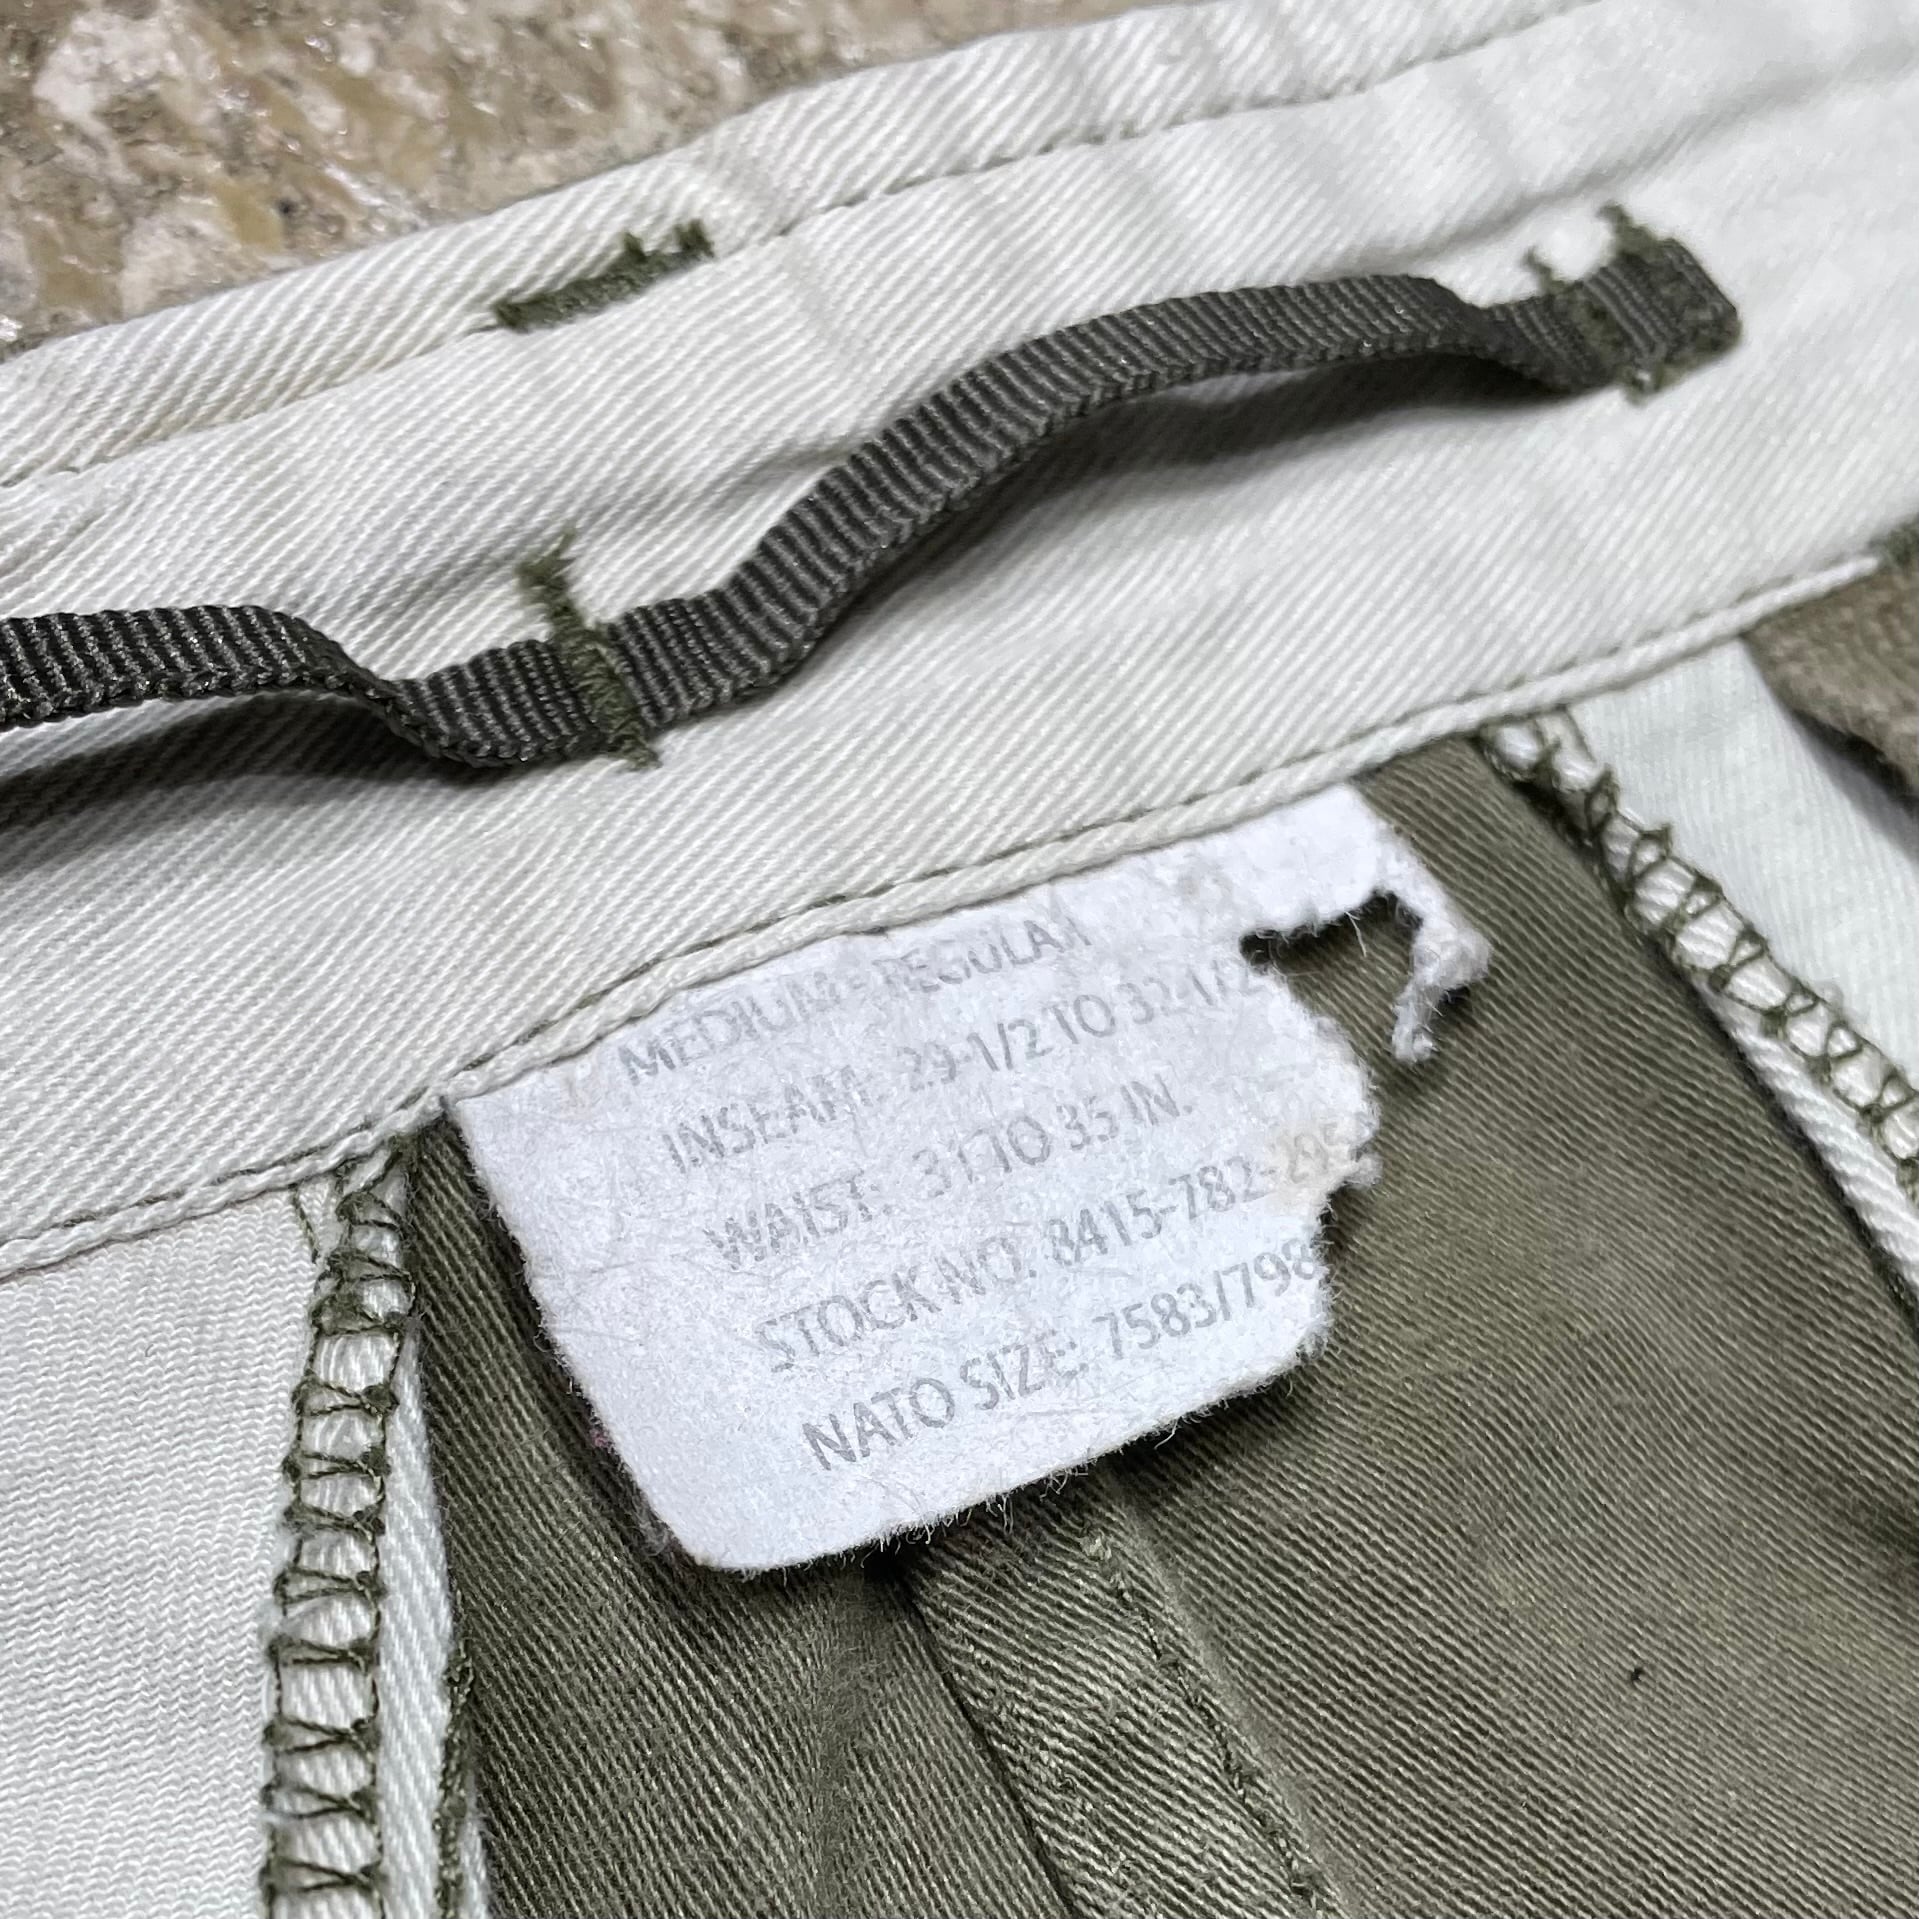 MEDIUM - REGULAR
INSEAM: 29-1/2 TO 32-1/2
WAIST: 31 TO 35 IN.
STOCK NO. 8415-782-
NATO SIZE: 7583/798